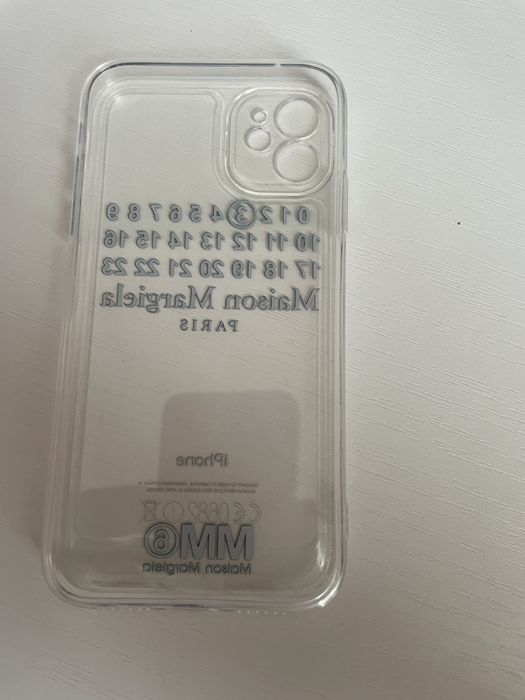 0 1 2 3 4 5 6 7 8 9
10 11 12 13 14 15 16
17 18 19 20 21 22 23
Maison Margiela
PARIS
iPhone
CE
MM6
Maison Margiela